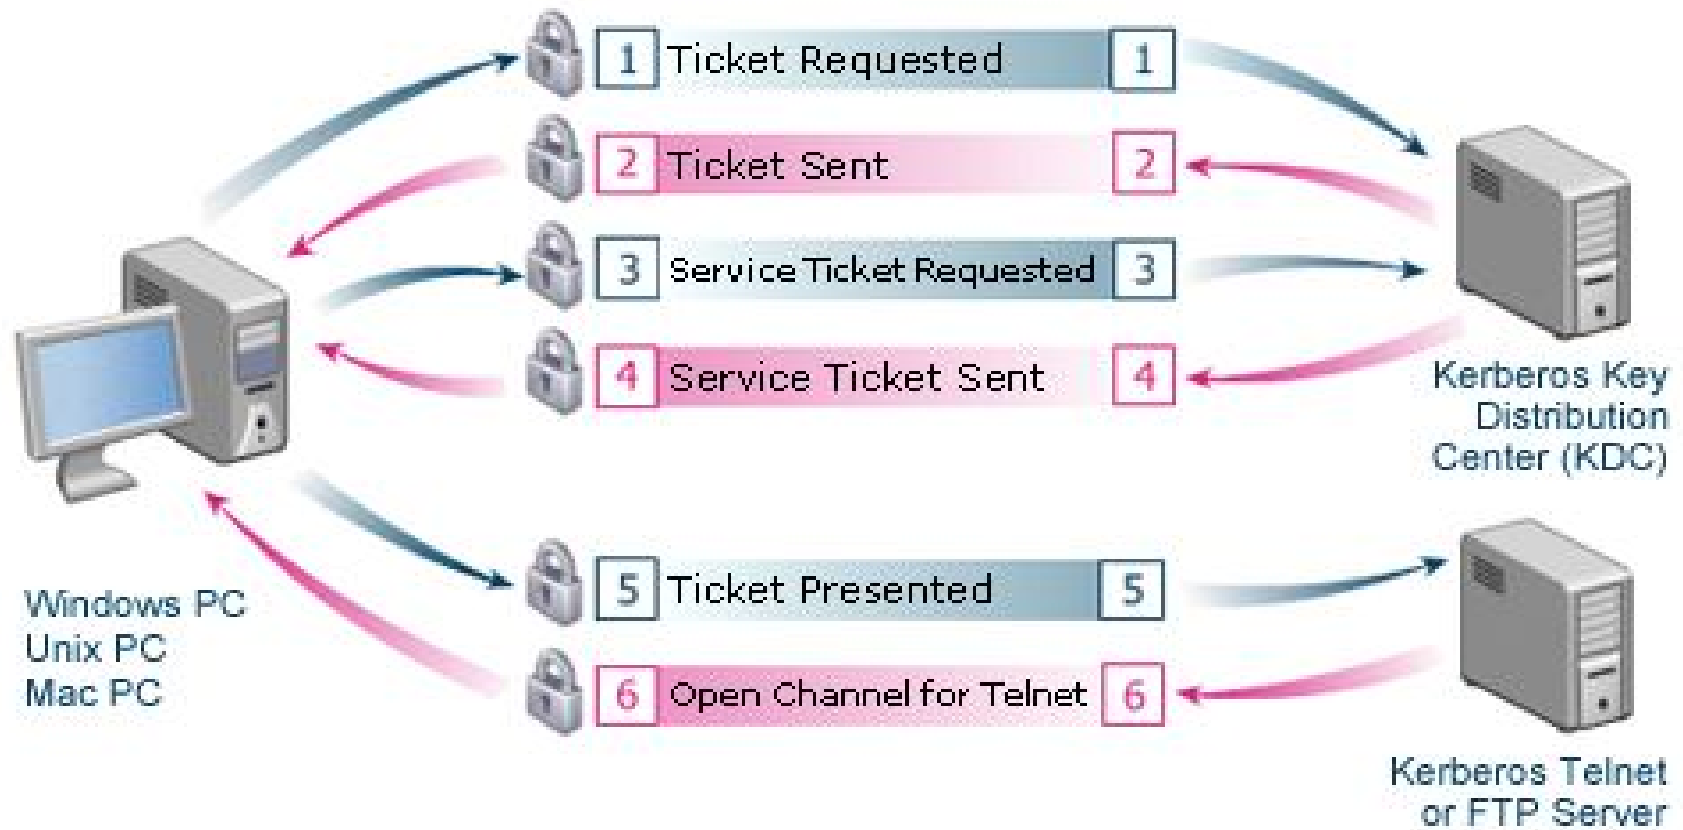 1 Ticket Requested 1
2 Ticket Sent 2
3 Service Ticket Requested 3
4 Service Ticket Sent 4
Kerberos Key
Distribution
Center (KDC)
5 Ticket Presented 5
6 Open Channel for Telnet 6
Windows PC
Unix PC
Mac PC
Kerberos Telnet
or FTP Server